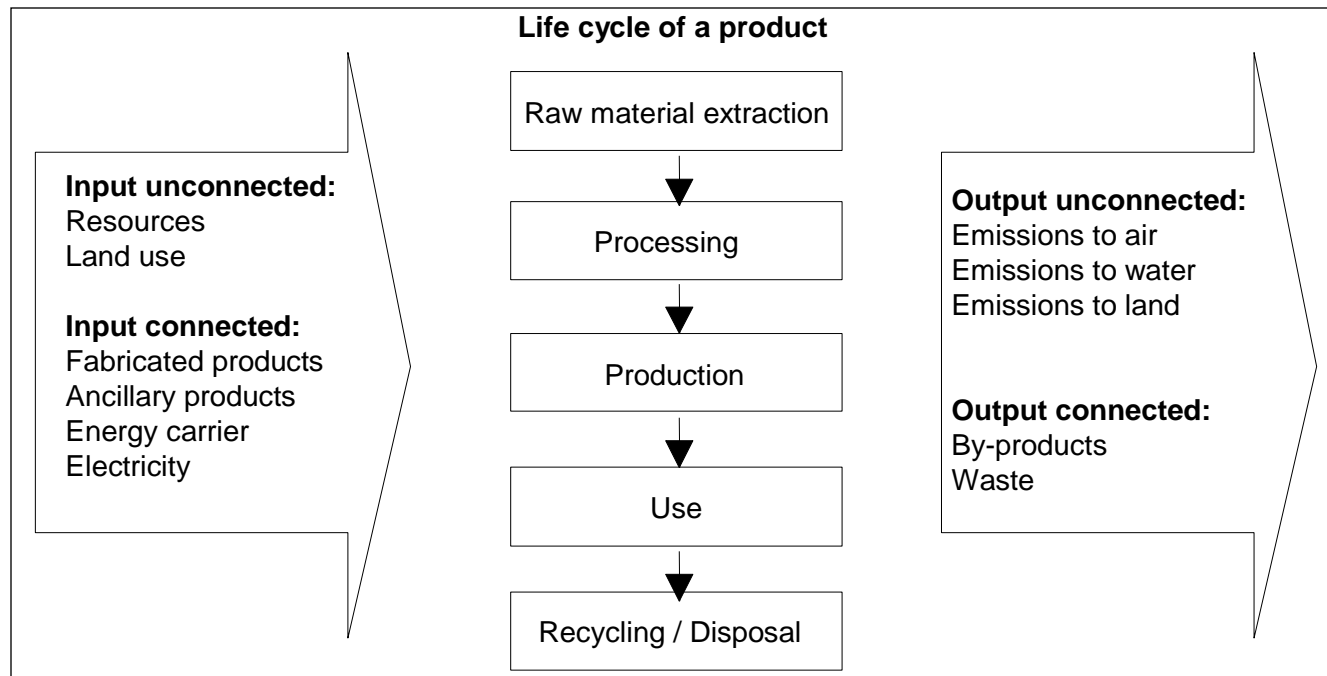 Life cycle of a product
Input unconnected:
Resources
Land use
Input connected:
Fabricated products
Ancillary products
Energy carrier
Electricity
Raw material extraction
Processing
Production
Use
Recycling / Disposal
Output unconnected:
Emissions to air
Emissions to water
Emissions to land
Output connected:
By-products
Waste